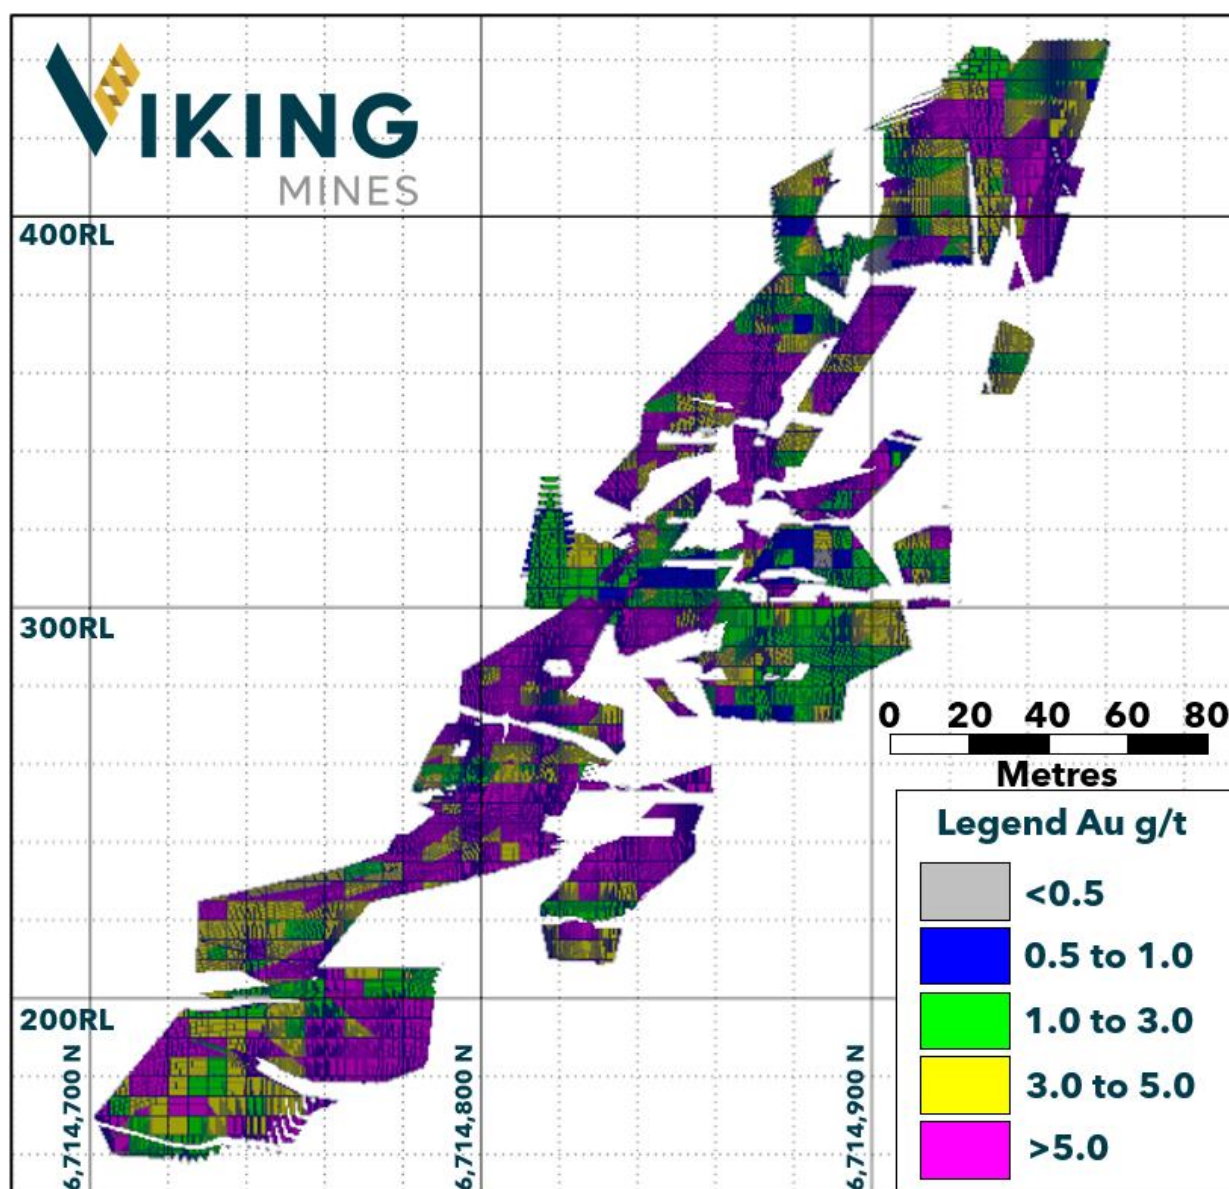 VIKING
MINES
400RL
300RL
0 20 40 60 80
Metres
Legend Au g/t
<0.5
0.5 to 1.0
1.0 to 3.0
3.0 to 5.0
>5.0
200RL
6,714,700 N
6,714,800 N
6,714,900 N